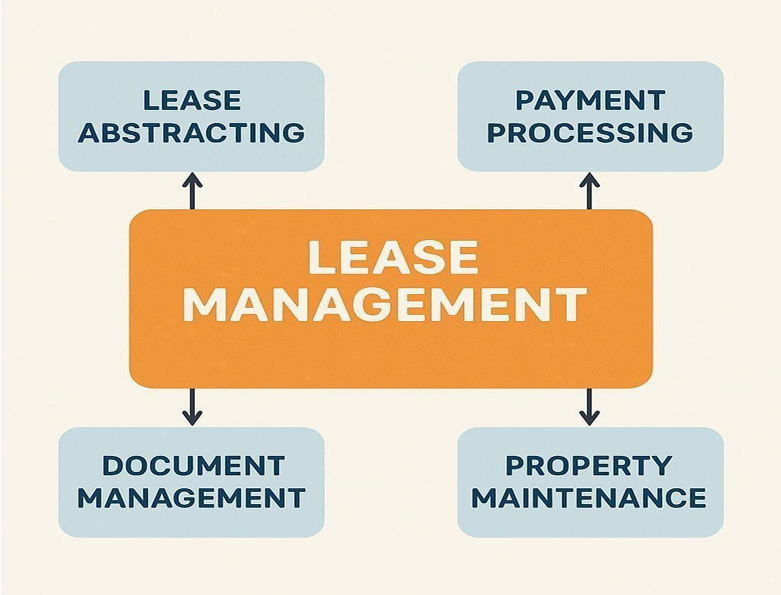 LEASE
ABSTRACTING
PAYMENT
PROCESSING
LEASE
MANAGEMENT
DOCUMENT
MANAGEMENT
PROPERTY
MAINTENANCE